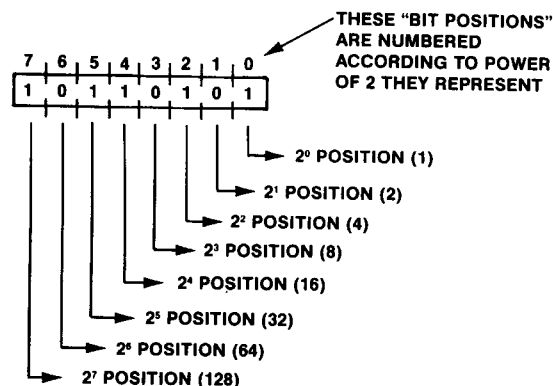 THESE “BIT POSITIONS”
ARE NUMBERED
ACCORDING TO POWER
OF 2 THEY REPRESENT
7 6 5 4 3 2 1 0
1 0 1 1 0 1 0 1
2⁰ POSITION (1)
2¹ POSITION (2)
2² POSITION (4)
2³ POSITION (8)
2⁴ POSITION (16)
2⁵ POSITION (32)
2⁶ POSITION (64)
2⁷ POSITION (128)